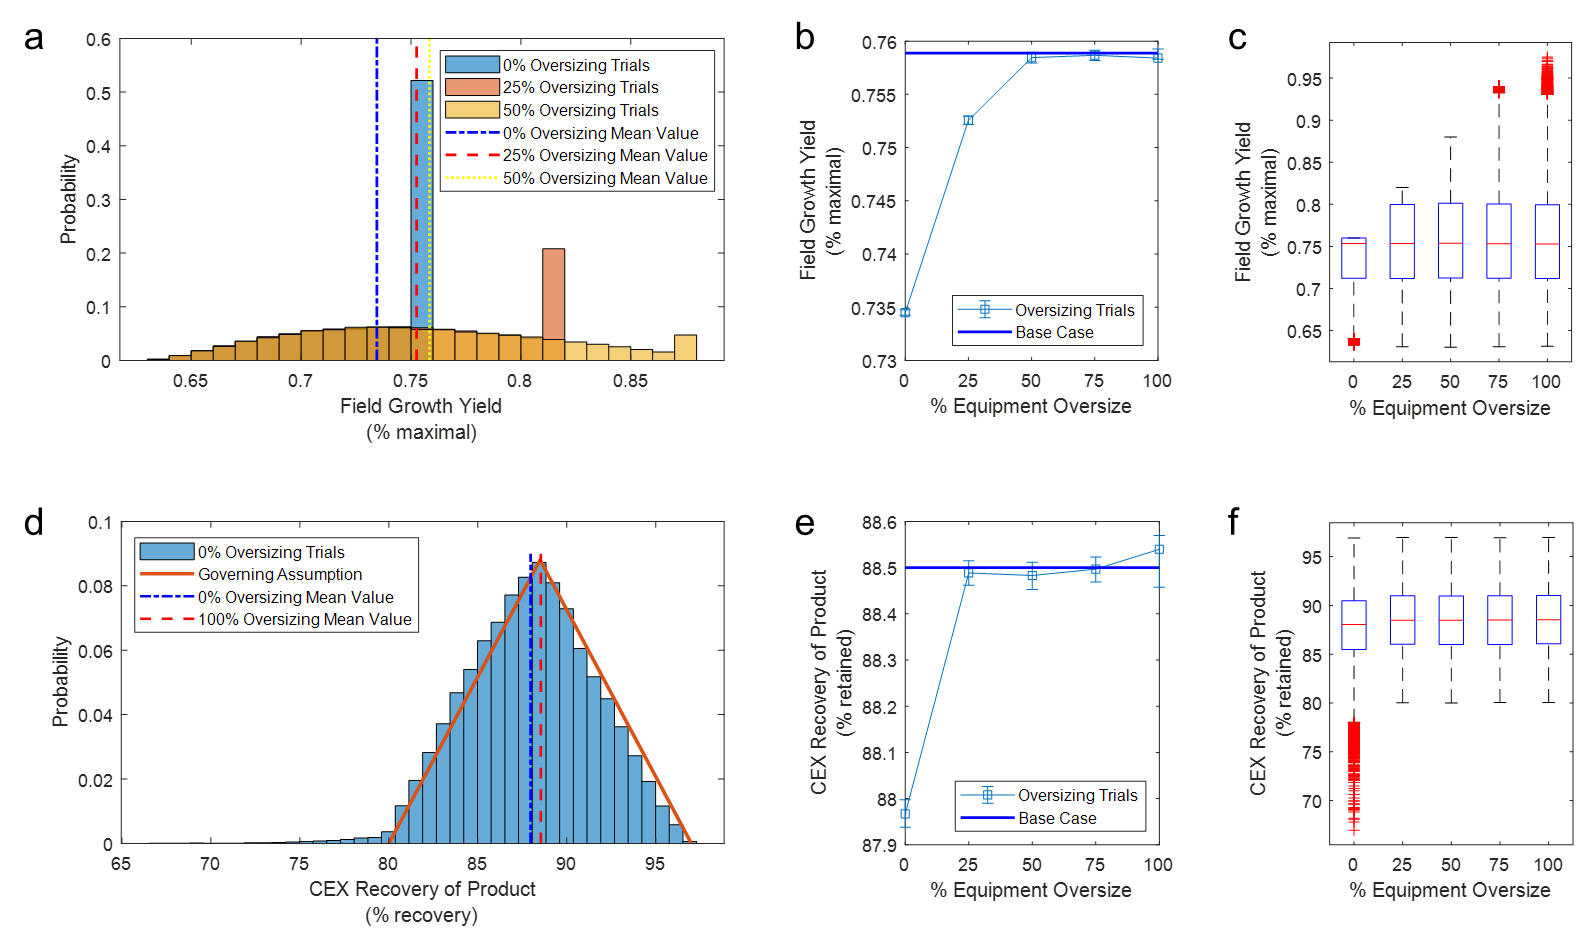 a
0.6
0.5
0.4
0.3
0.2
0.1
0
Probability
0% Oversizing Trials
25% Oversizing Trials
50% Oversizing Trials
0% Oversizing Mean Value
25% Oversizing Mean Value
50% Oversizing Mean Value
0.65
0.7
0.75
0.8
0.85
Field Growth Yield
(% maximal)
b
0.76
0.755
0.75
0.745
0.74
0.735
0.73
Field Growth Yield
(% maximal)
Oversizing Trials
Base Case
0
25
50
75
100
% Equipment Oversize
c
0.95
0.9
0.85
0.8
0.75
0.7
0.65
Field Growth Yield
(% maximal)
0
25
50
75
100
% Equipment Oversize
d
0.1
0.08
0.06
0.04
0.02
0
Probability
0% Oversizing Trials
Governing Assumption
0% Oversizing Mean Value
100% Oversizing Mean Value
65
70
75
80
85
90
95
CEX Recovery of Product
(% recovery)
e
88.6
88.5
88.4
88.3
88.2
88.1
88
87.9
CEX Recovery of Product
(% retained)
Oversizing Trials
Base Case
0
25
50
75
100
% Equipment Oversize
f
95
90
85
80
75
70
CEX Recovery of Product
(% retained)
0
25
50
75
100
% Equipment Oversize